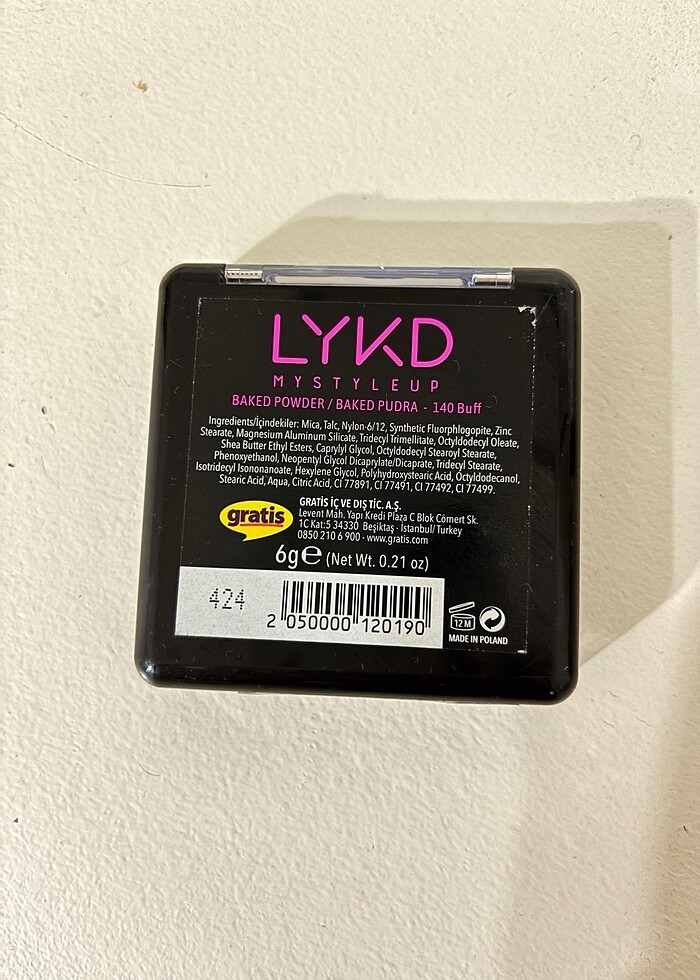 LYKD
MYSTYLEUP
BAKED POWDER / BAKED PUDRA - 140 Buff
Ingredients/İçindekiler: Mica, Talc, Nylon-6/12, Synthetic Fluorphlogopite, Zinc
Stearate, Magnesium Aluminum Silicate, Tridecyl Trimellitate, Octyldodecyl Oleate,
Shea Butter Ethyl Esters, Caprylyl Glycol, Octyldodecyl Stearoyl Stearate,
Phenoxyethanol, Neopentyl Glycol Dicaprylate/Dicaprate, Tridecyl Stearate,
Isotridecyl Isononanoate, Hexylene Glycol, Polyhydroxystearic Acid, Octyldodecanol,
Stearic Acid, Aqua, Citric Acid, CI 77891, CI 77491, CI 77492, CI 77499.
gratis
GRATİS İÇ VE DIŞ TİC. A.Ş.
Levent Mah. Yapı Kredi Plaza C Blok Cömert Sk.
1C Kat:5 34330 Beşiktaş - İstanbul/ Turkey
0850 210 6 900 - www.gratis.com
6g℮ (Net Wt. 0.21 oz)
424
2 050000 120190
12 M
MADE IN POLAND